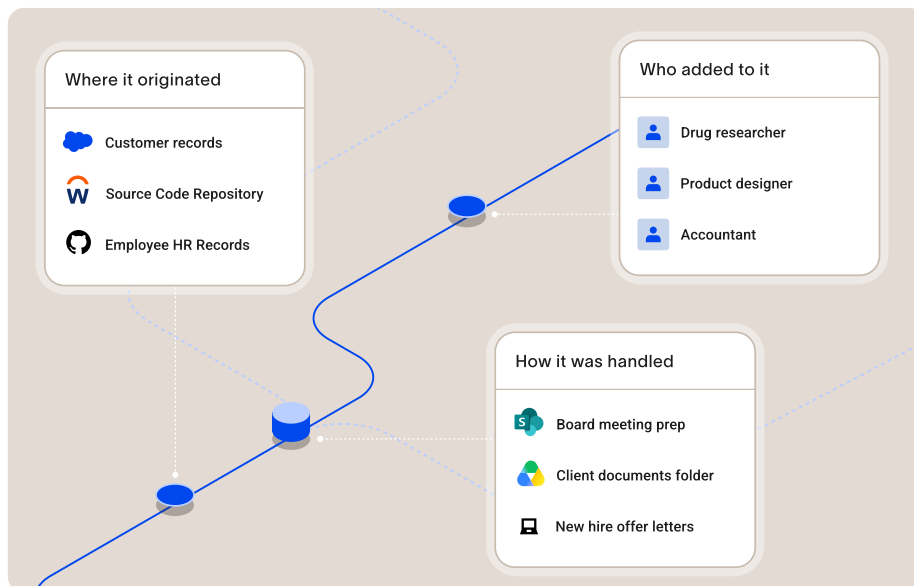 Where it originated
Customer records
Source Code Repository
Employee HR Records
Who added to it
Drug researcher
Product designer
Accountant
How it was handled
S
Board meeting prep
Client documents folder
New hire offer letters